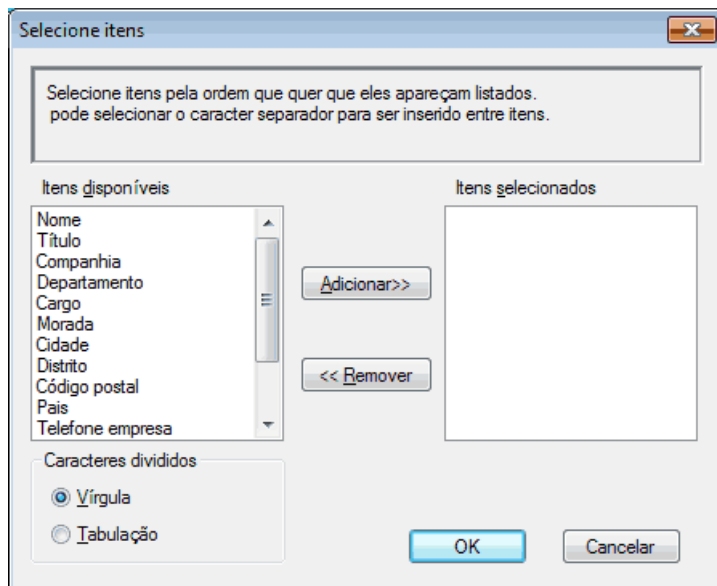 Selecione itens
Selecione itens pela ordem que quer que eles apareçam listados.
pode selecionar o caracter separador para ser inserido entre itens.
Itens disponíveis
Itens selecionados
Nome
Título
Companhia
Departamento
Cargo
Morada
Cidade
Distrito
Código postal
Pais
Telefone empresa
Adicionar>>
<< Remover
Caracteres divididos
Vírgula
Tabulação
OK
Cancelar